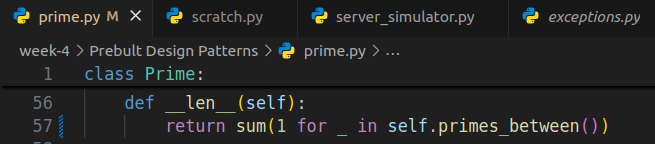 prime.py M × scratch.py server_simulator.py exceptions.py
week-4 > Prebult Design Patterns > prime.py > ...
1 class Prime:
56 def __len__(self):
57 return sum(1 for _ in self.primes_between())